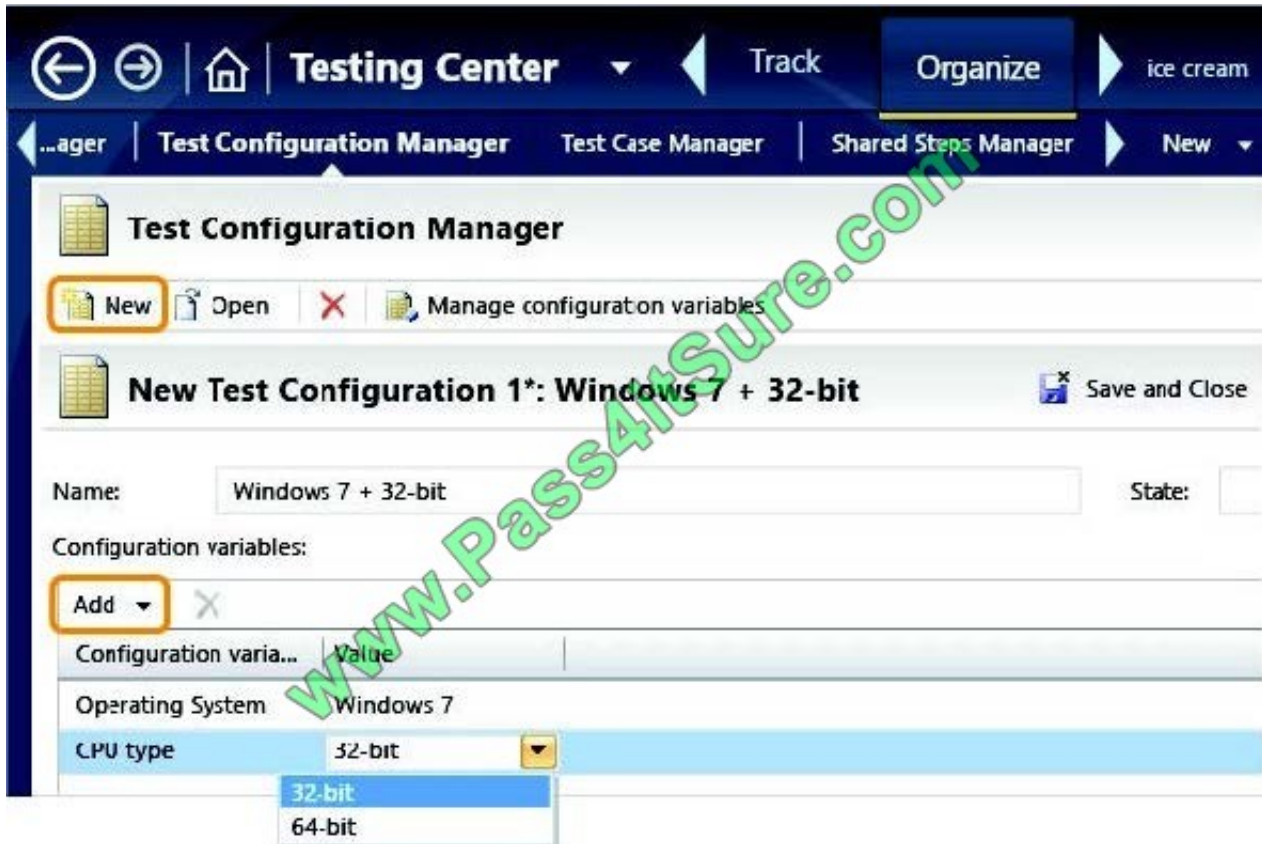 Testing Center Track Organize ice cream
...ager Test Configuration Manager Test Case Manager Shared Steps Manager New
Test Configuration Manager
New Open Manage configuration variables
New Test Configuration 1*: Windows 7 + 32-bit Save and Close
Name: Windows 7 + 32-bit State:
Configuration variables:
Add
Configuration varia... Value
Operating System Windows 7
CPU type 32-bit
32-bit
64-bit
www.Pass4itSure.com